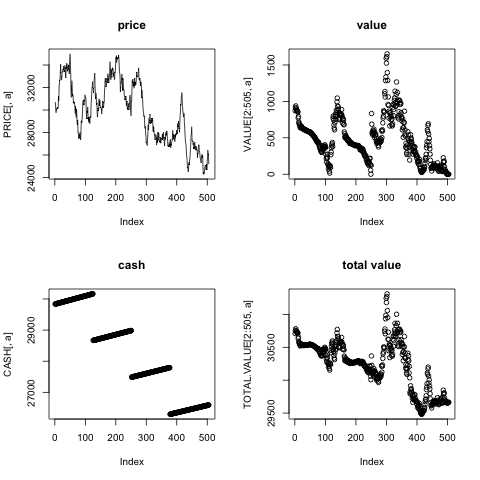 price
PRICE[, a]
24000 28000 32000
0 100 200 300 400 500
Index
value
VALUE[2:505, a]
0 500 1000 1500
0 100 200 300 400 500
Index
cash
CASH[, a]
27000 29000
0 100 200 300 400 500
Index
total value
TOTAL.VALUE[2:505, a]
29500 30500
0 100 200 300 400 500
Index